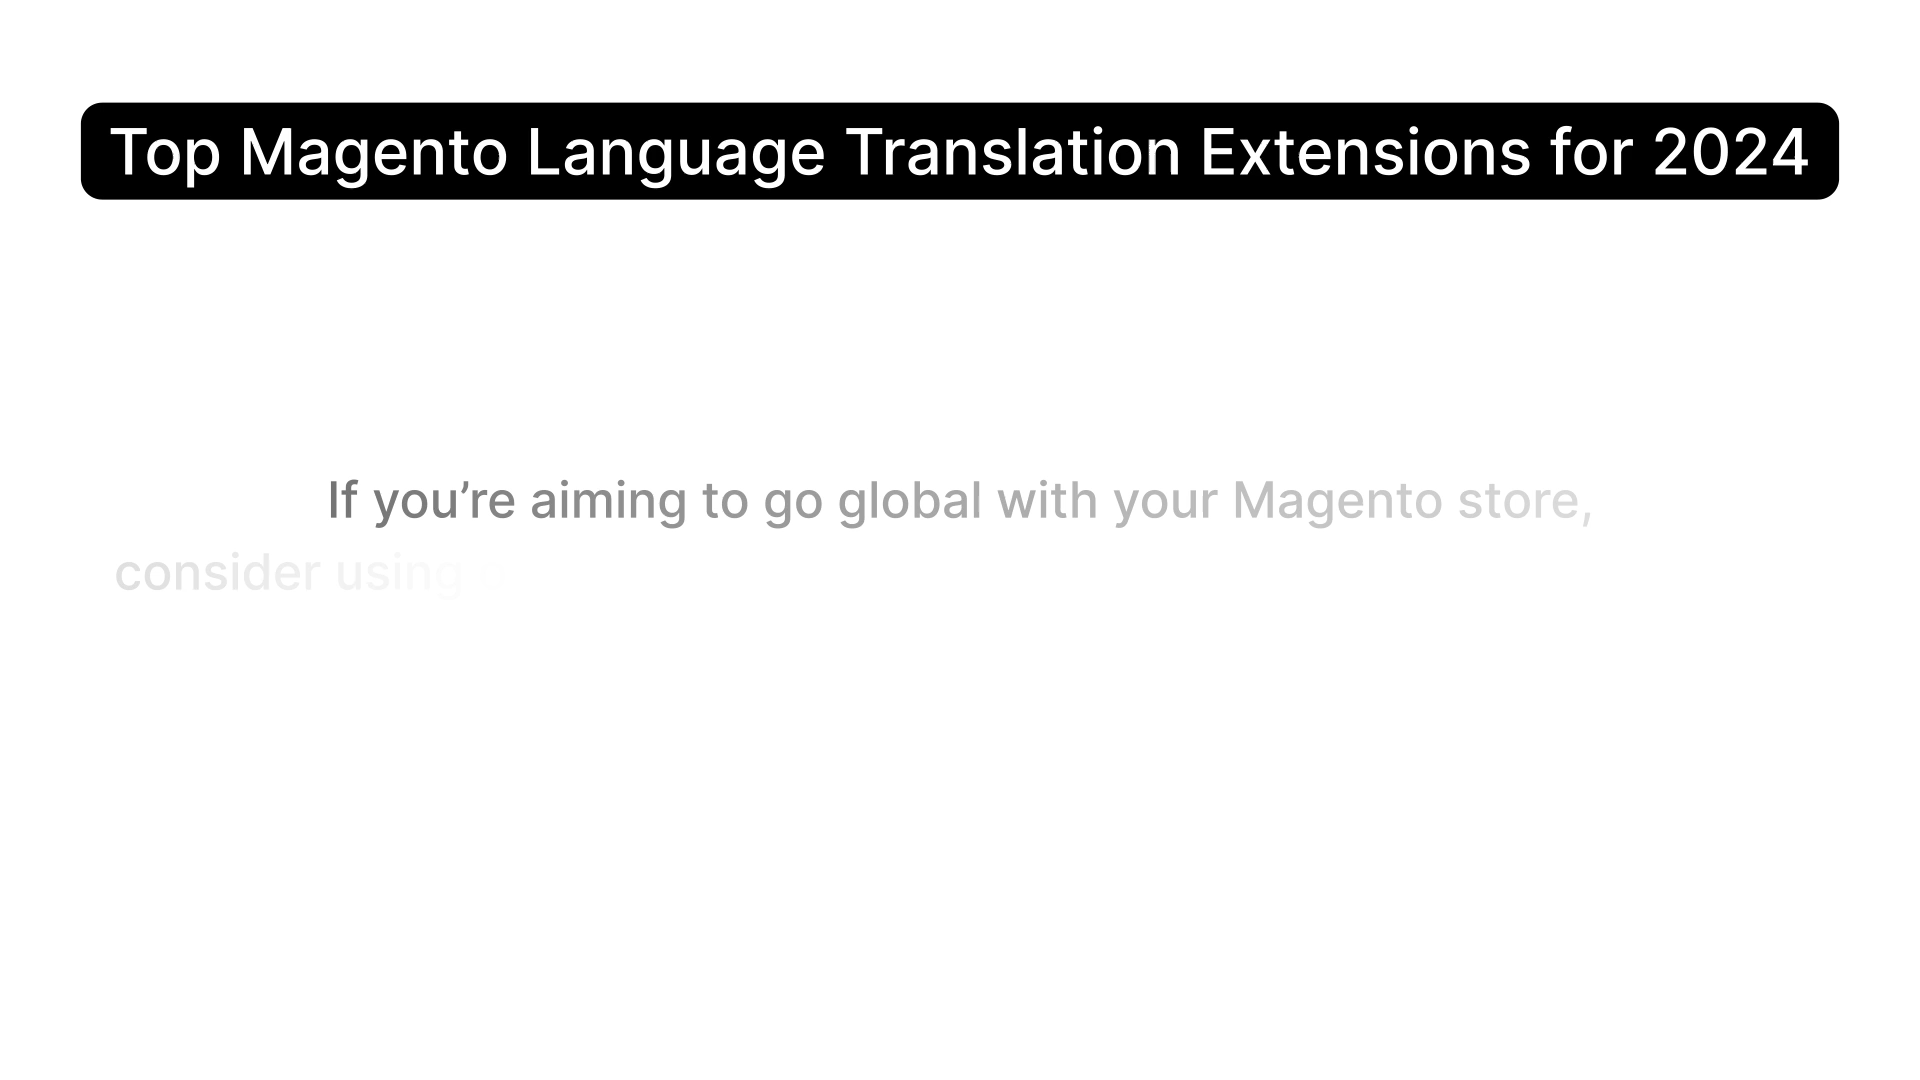 Top Magento Language Translation Extensions for 2024
If you’re aiming to go global with your Magento store,
consider using